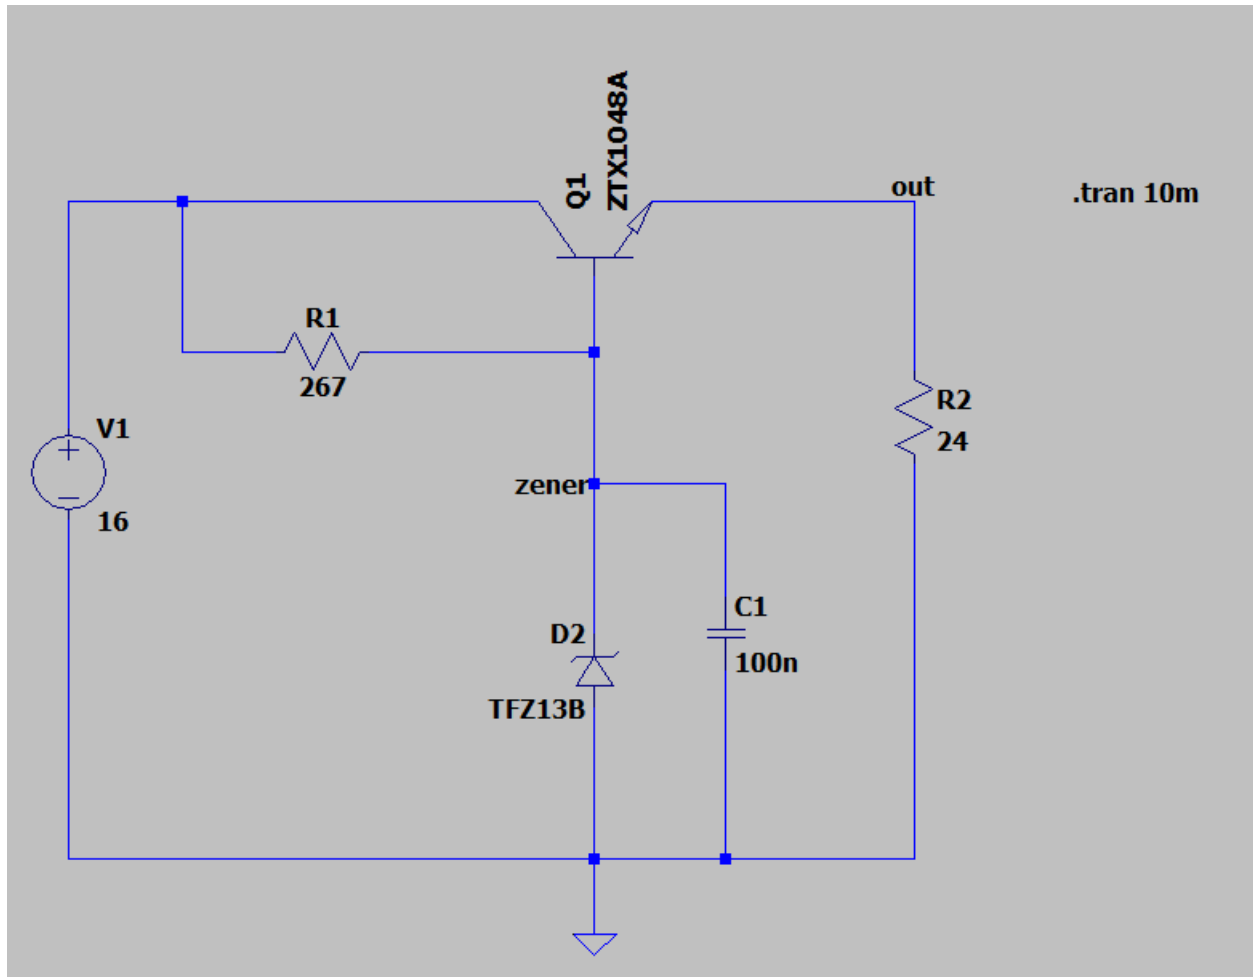 Q1
ZTX1048A
out
.tran 10m
R1
267
V1
16
R2
24
zener
D2
TFZ13B
C1
100n